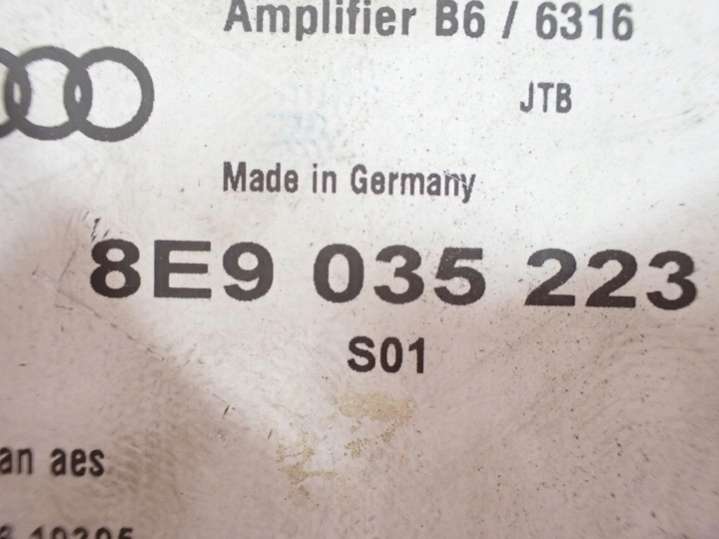 Amplifier B6 / 6316
JTB
Made in Germany
8E9 035 223
S01
an aes